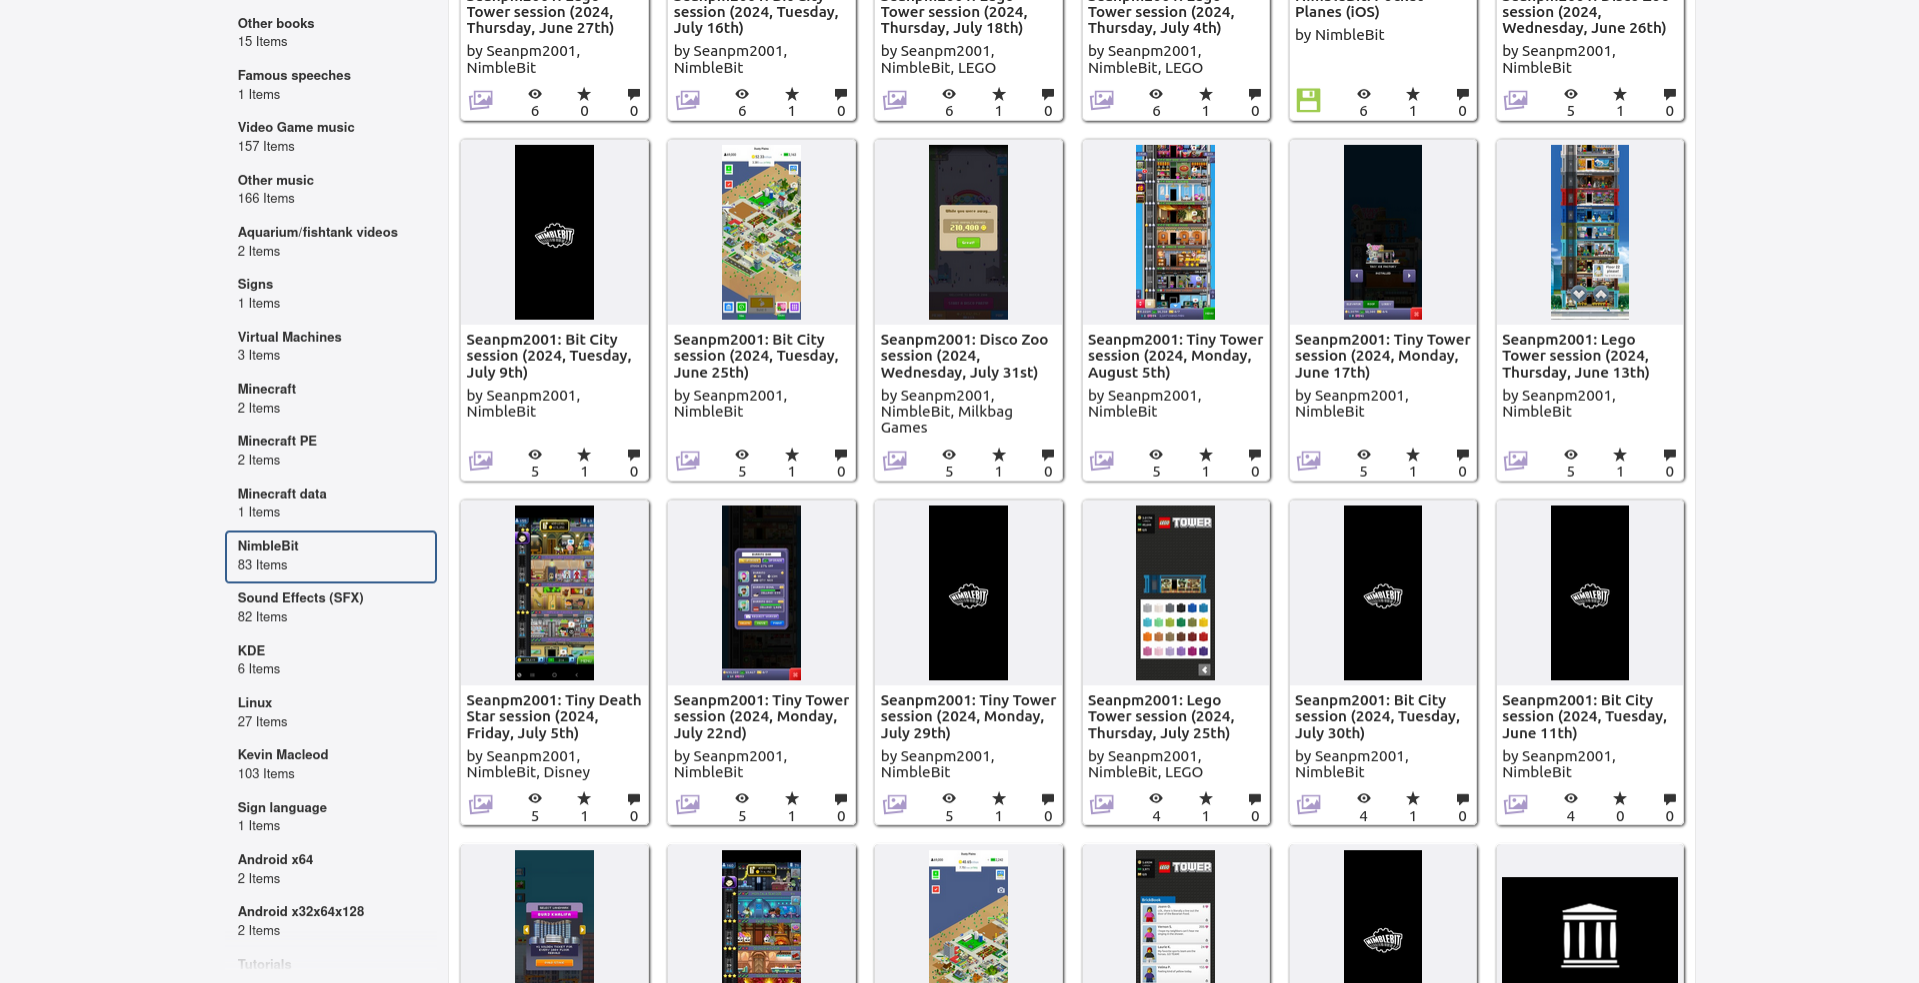 Other books
15 Items
Famous speeches
1 Items
Video Game music
157 Items
Other music
166 Items
Aquarium/fishtank videos
2 Items
Signs
1 Items
Virtual Machines
3 Items
Minecraft
2 Items
Minecraft PE
2 Items
Minecraft data
1 Items
NimbleBit
83 Items
Sound Effects (SFX)
82 Items
KDE
6 Items
Linux
27 Items
Kevin Macleod
103 Items
Sign language
1 Items
Android x64
2 Items
Android x32x64x128
2 Items
Tutorials
Tower session (2024,
Thursday, June 27th)
by Seanpm2001,
NimbleBit
6 0 0
Tower session (2024, Tuesday,
July 16th)
by Seanpm2001,
NimbleBit
6 1 0
Tower session (2024,
Thursday, July 18th)
by Seanpm2001,
NimbleBit, LEGO
6 1 0
Tower session (2024,
Thursday, July 4th)
by Seanpm2001,
NimbleBit, LEGO
6 1 0
Planes (iOS)
by NimbleBit
6 1 0
session (2024,
Wednesday, June 26th)
by Seanpm2001,
NimbleBit
5 1 0
NIMBLEBIT
Seanpm2001: Bit City
session (2024, Tuesday,
July 9th)
by Seanpm2001,
NimbleBit
5 1 0
Seanpm2001: Bit City
session (2024, Tuesday,
June 25th)
by Seanpm2001,
NimbleBit
5 1 0
While you were away...
210,400
Seanpm2001: Disco Zoo
session (2024,
Wednesday, July 31st)
by Seanpm2001,
NimbleBit, Milkbag
Games
5 1 0
Seanpm2001: Tiny Tower
session (2024, Monday,
August 5th)
by Seanpm2001,
NimbleBit
5 1 0
Seanpm2001: Tiny Tower
session (2024, Monday,
June 17th)
by Seanpm2001,
NimbleBit
5 1 0
Seanpm2001: Lego
Tower session (2024,
Thursday, June 13th)
by Seanpm2001,
NimbleBit
5 1 0
Seanpm2001: Tiny Death
Star session (2024,
Friday, July 5th)
by Seanpm2001,
NimbleBit, Disney
5 1 0
Seanpm2001: Tiny Tower
session (2024, Monday,
July 22nd)
by Seanpm2001,
NimbleBit
5 1 0
NIMBLEBIT
Seanpm2001: Tiny Tower
session (2024, Monday,
July 29th)
by Seanpm2001,
NimbleBit
5 1 0
LEGO TOWER
Seanpm2001: Lego
Tower session (2024,
Thursday, July 25th)
by Seanpm2001,
NimbleBit, LEGO
4 1 0
NIMBLEBIT
Seanpm2001: Bit City
session (2024, Tuesday,
July 30th)
by Seanpm2001,
NimbleBit
4 1 0
NIMBLEBIT
Seanpm2001: Bit City
session (2024, Tuesday,
June 11th)
by Seanpm2001,
NimbleBit
4 0 0
LEGO TOWER
NIMBLEBIT